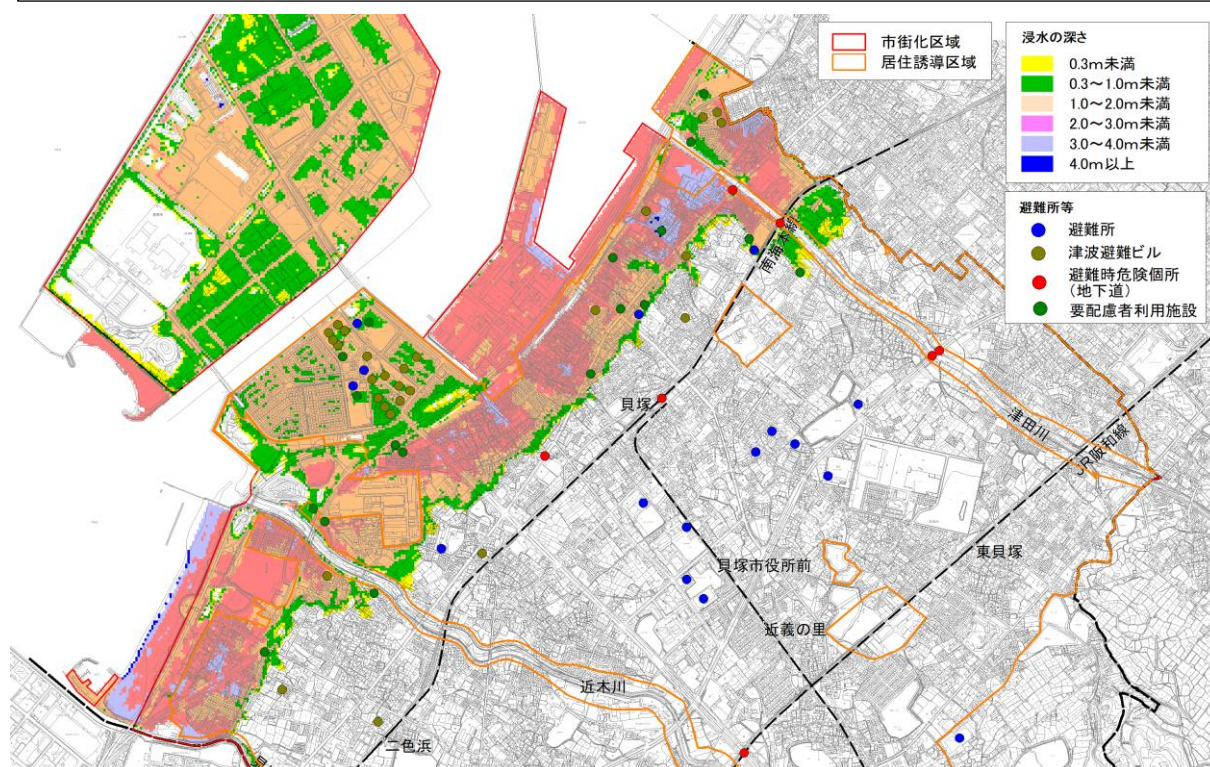 市街化区域
居住誘導区域
浸水の深さ
0.3m未満
0.3～1.0m未満
1.0～2.0m未満
2.0～3.0m未満
3.0～4.0m未満
4.0m以上
避難所等
避難所
津波避難ビル
避難時危険個所
(地下道)
要配慮者利用施設
南海本線
貝塚
津田川
JR阪和線
貝塚市役所前
東貝塚
近義の里
近木川
二色浜